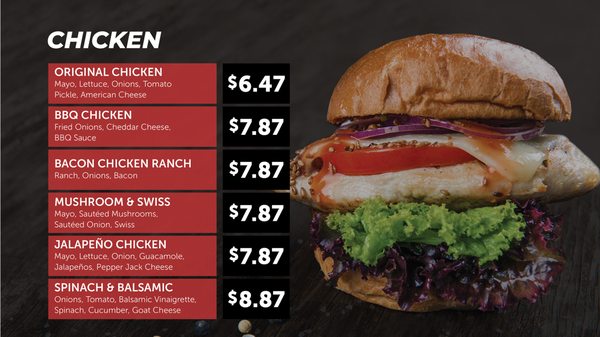 CHICKEN
ORIGINAL CHICKEN
Mayo, Lettuce, Onions, Tomato
Pickle, American Cheese
$6.47
BBQ CHICKEN
Fried Onions, Cheddar Cheese,
BBQ Sauce
$7.87
BACON CHICKEN RANCH
Ranch, Onions, Bacon
$7.87
MUSHROOM & SWISS
Mayo, Sautéed Mushrooms,
Sautéed Onion, Swiss
$7.87
JALAPEÑO CHICKEN
Mayo, Lettuce, Onion, Guacamole,
Jalapeños, Pepper Jack Cheese
$7.87
SPINACH & BALSAMIC
Onions, Tomato, Balsamic Vinaigrette,
Spinach, Cucumber, Goat Cheese
$8.87